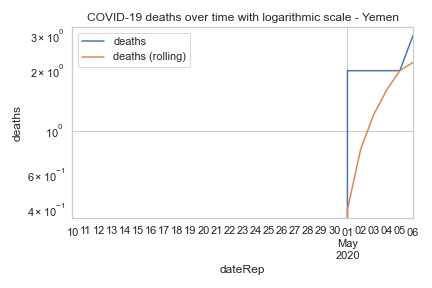 COVID-19 deaths over time with logarithmic scale - Yemen
deaths
deaths (rolling)
3 × 10⁰
2 × 10⁰
10⁰
6 × 10⁻¹
4 × 10⁻¹
deaths
10 11 12 13 14 15 16 17 18 19 20 21 22 23 24 25 26 27 28 29 30 01 02 03 04 05 06
May
2020
dateRep